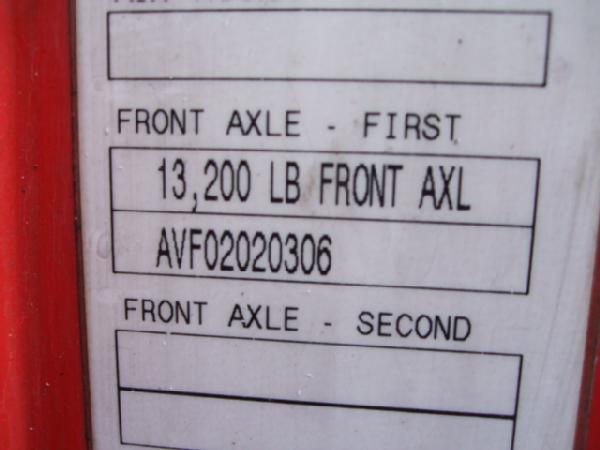 FRONT AXLE - FIRST
13,200 LB FRONT AXL
AVF02020306
FRONT AXLE - SECOND